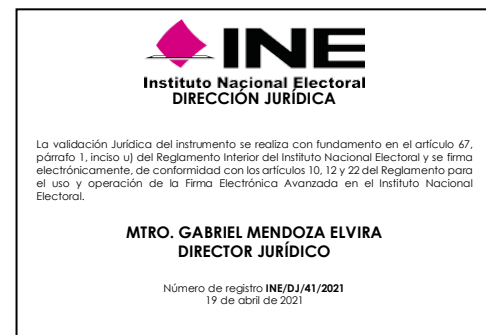 INE
Instituto Nacional Electoral
DIRECCIÓN JURÍDICA
La validación Jurídica del instrumento se realiza con fundamento en el artículo 67,
párrafo 1, inciso u) del Reglamento Interior del Instituto Nacional Electoral y se firma
electrónicamente, de conformidad con los artículos 10, 12 y 22 del Reglamento para
el uso y operación de la Firma Electrónica Avanzada en el Instituto Nacional
Electoral.
MTRO. GABRIEL MENDOZA ELVIRA
DIRECTOR JURÍDICO
Número de registro INE/DJ/41/2021
19 de abril de 2021